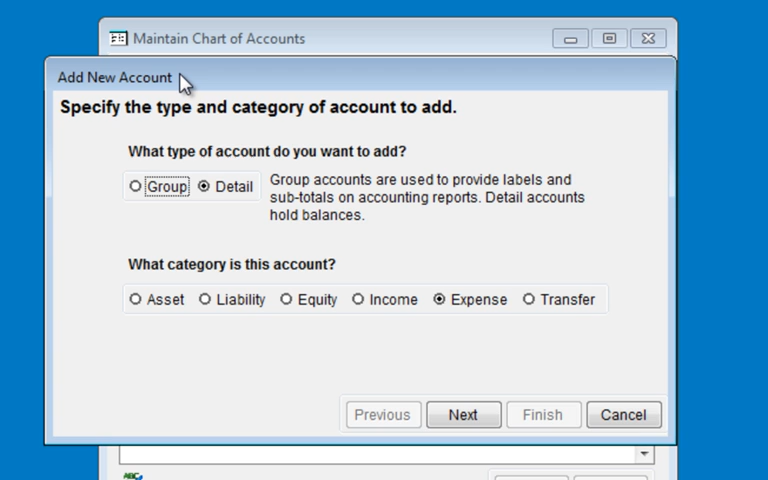 Maintain Chart of Accounts
Add New Account
Specify the type and category of account to add.
What type of account do you want to add?
Group Detail
Group accounts are used to provide labels and
sub-totals on accounting reports. Detail accounts
hold balances.
What category is this account?
Asset Liability Equity Income Expense Transfer
Previous Next Finish Cancel
ABC